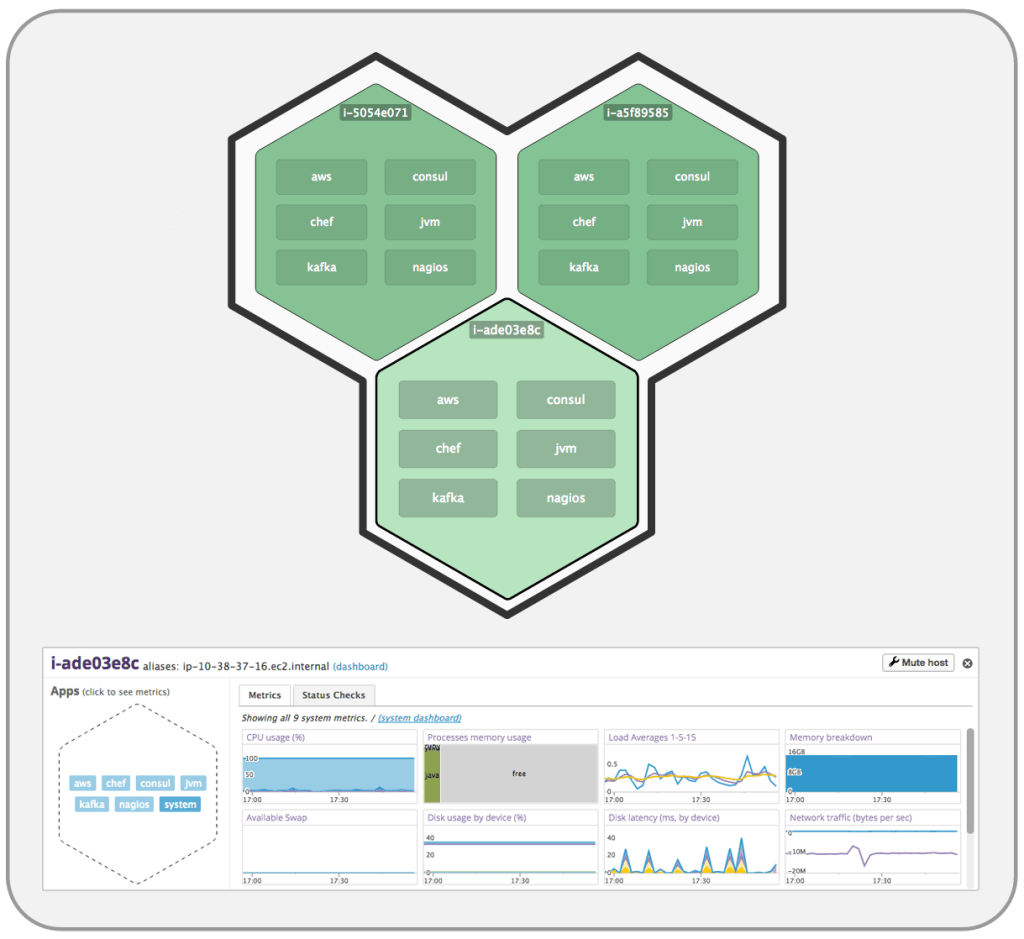 i-5054e071
aws consul
chef jvm
kafka nagios
i-a5f89585
aws consul
chef jvm
kafka nagios
i-ade03e8c
aws consul
chef jvm
kafka nagios
i-ade03e8c aliases: ip-10-38-37-16.ec2.internal (dashboard)
Mute host
Apps (click to see metrics)
aws chef consul jvm
kafka nagios system
Metrics Status Checks
Showing all 9 system metrics. / (system dashboard)
CPU usage (%)
100
50
0
17:00 17:30
Processes memory usage
java
free
Load Averages 1-5-15
0.5
0
17:00 17:30
Memory breakdown
16GB
8GB
0
17:00 17:30
Available Swap
17:00 17:30
Disk usage by device (%)
40
20
0
17:00 17:30
Disk latency (ms, by device)
40
20
0
17:00 17:30
Network traffic (bytes per sec)
0
-10M
-20M
17:00 17:30